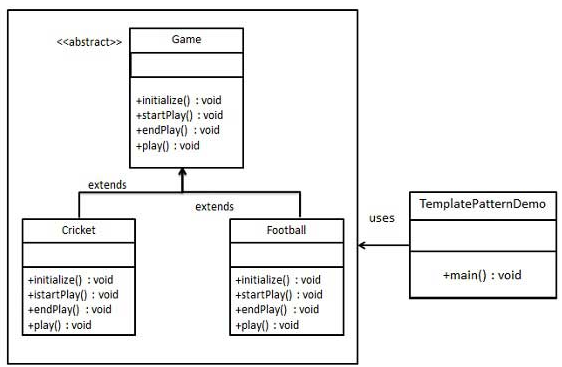 <<abstract>>
Game
+initialize() : void
+startPlay() : void
+endPlay() : void
+play() : void
extends
extends
Cricket
+initialize() : void
+istartPlay() : void
+endPlay() : void
+play() : void
Football
+initialize() : void
+startPlay() : void
+endPlay() : void
+play() : void
uses
TemplatePatternDemo
+main() : void